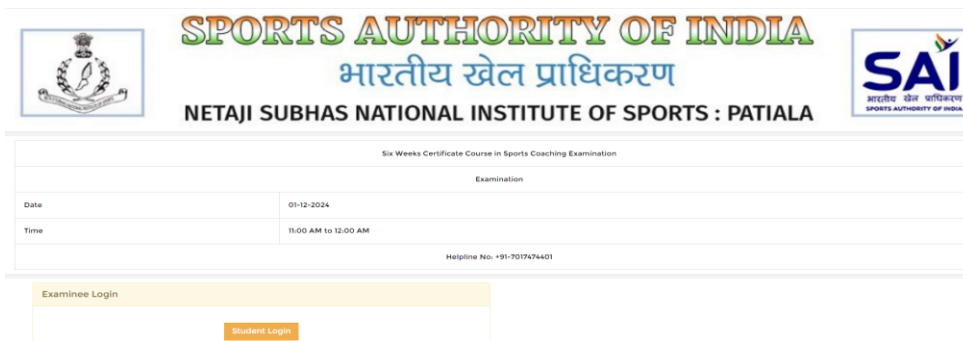 SPORTS AUTHORITY OF INDIA
भारतीय खेल प्राधिकरण
NETAJI SUBHAS NATIONAL INSTITUTE OF SPORTS : PATIALA
SAI
भारतीय खेल प्राधिकरण
SPORTS AUTHORITY OF INDIA
Six Weeks Certificate Course in Sports Coaching Examination
Examination
Date 01-12-2024
Time 11:00 AM to 12:00 AM
Helpline No: +91-7017474401
Examinee Login
Student Login